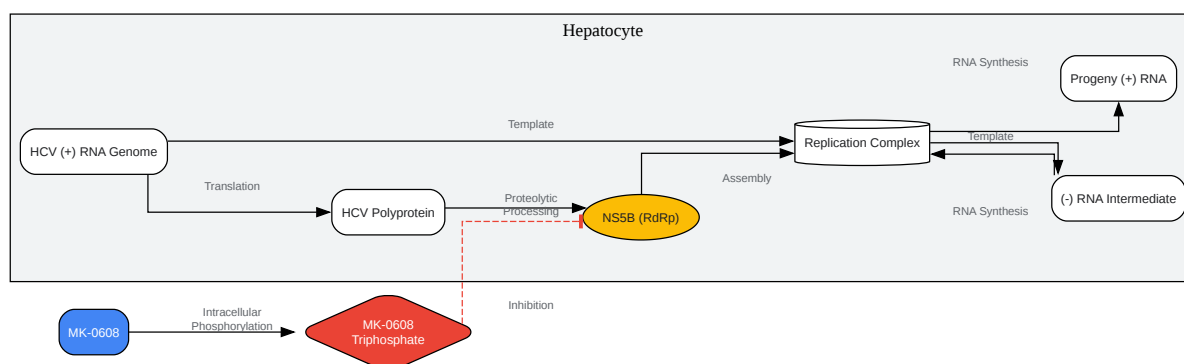 Hepatocyte
RNA Synthesis
Progeny (+) RNA
Template
Template
HCV (+) RNA Genome
Replication Complex
Translation
Assembly
Proteolytic
Processing
(-) RNA Intermediate
HCV Polyprotein
NS5B (RdRp)
RNA Synthesis
Inhibition
Intracellular
Phosphorylation
MK-0608
MK-0608
Triphosphate